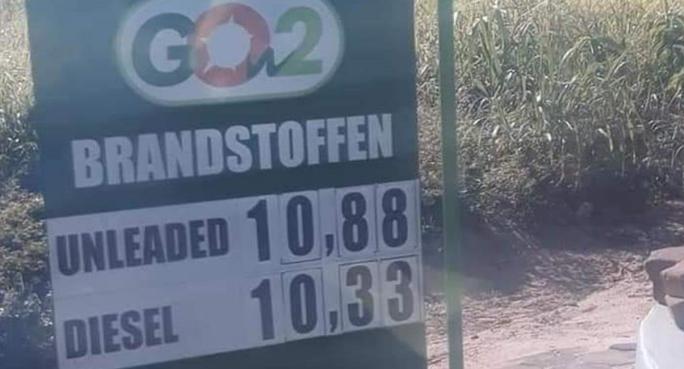 GO2
BRANDSTOFFEN
UNLEADED 10,88
DIESEL 10,33